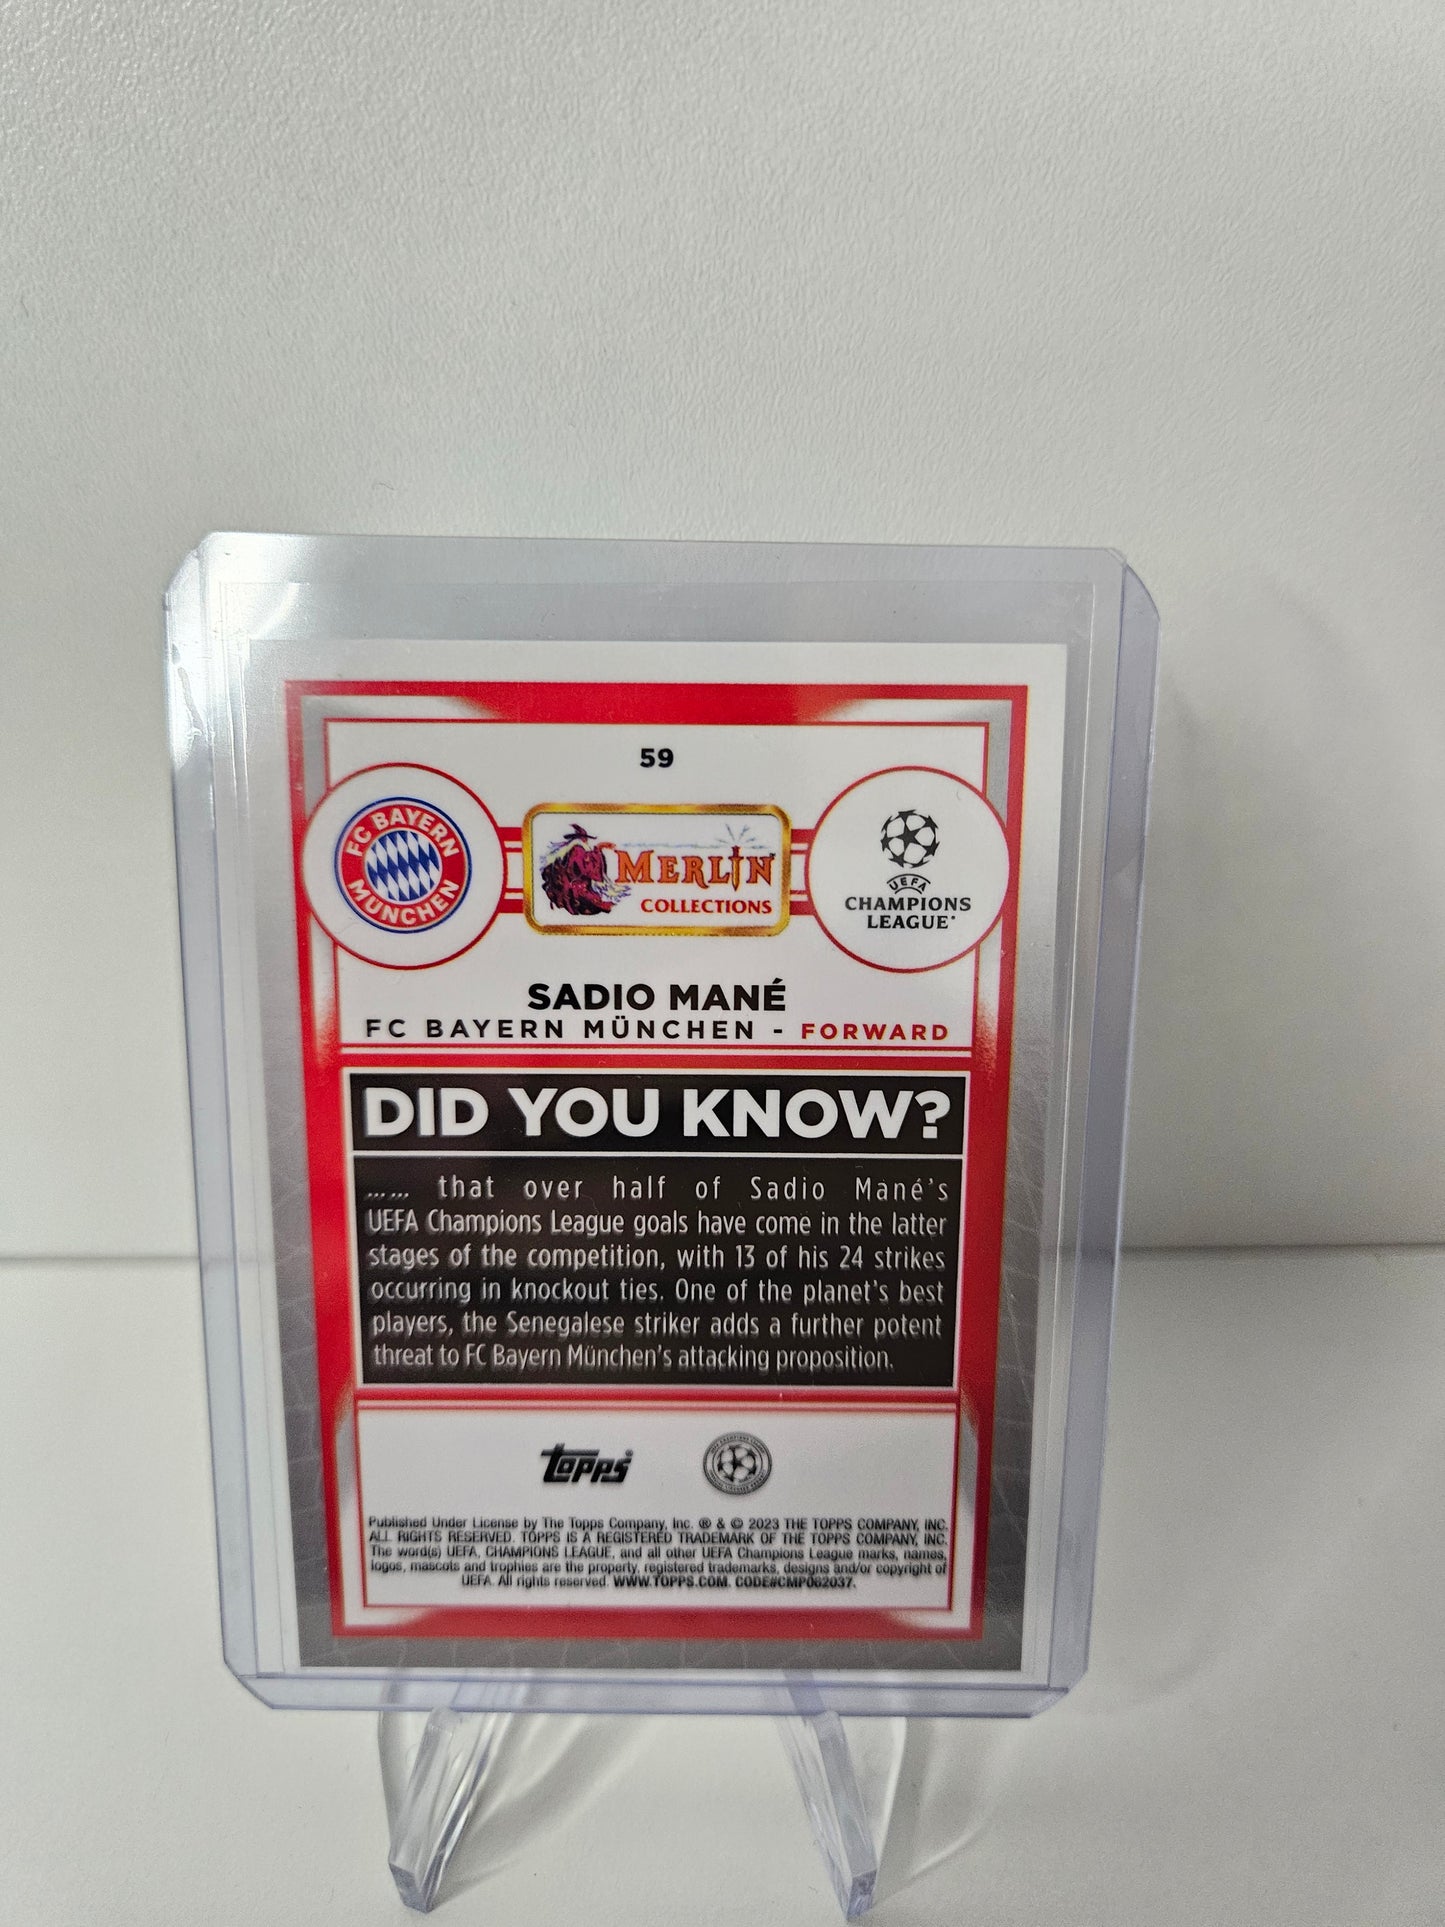 59
FC BAYERN
MÜNCHEN
MERLIN
COLLECTIONS
UEFA
CHAMPIONS
LEAGUE
SADIO MANÉ
FC BAYERN MÜNCHEN - FORWARD
DID YOU KNOW?
…… that over half of Sadio Mané's
UEFA Champions League goals have come in the latter
stages of the competition, with 13 of his 24 strikes
occurring in knockout ties. One of the planet's best
players, the Senegalese striker adds a further potent
threat to FC Bayern München's attacking proposition.
topps
Published Under License by The Topps Company, Inc. ® & © 2023 THE TOPPS COMPANY, INC.
ALL RIGHTS RESERVED. TOPPS IS A REGISTERED TRADEMARK OF THE TOPPS COMPANY, INC.
The word(s) UEFA, CHAMPIONS LEAGUE, and all other UEFA Champions League marks, names,
logos, mascots and trophies are the property, registered trademarks, designs and/or copyright of
UEFA. All rights reserved. WWW.TOPPS.COM. CODE#CMP062037.